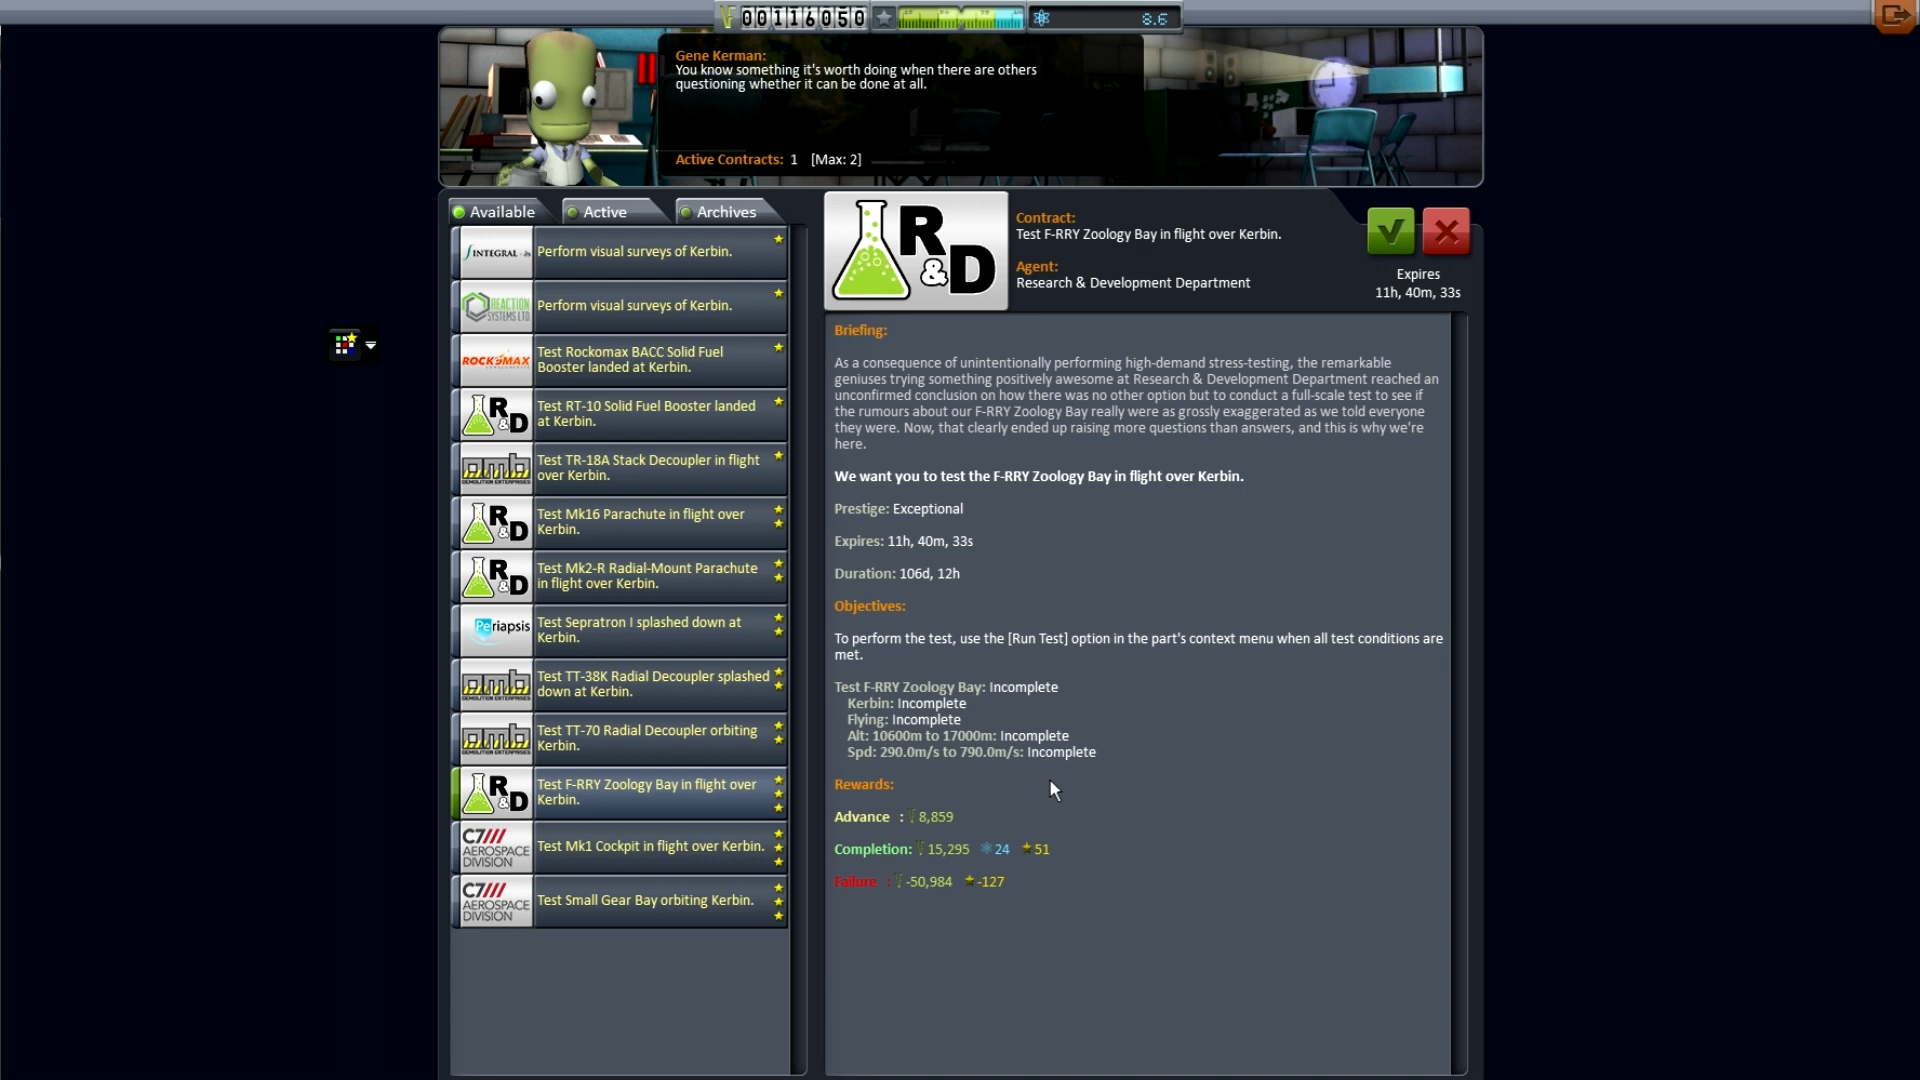 00116050
8.6
Gene Kerman:
You know something it's worth doing when there are others
questioning whether it can be done at all.
Active Contracts: 1 [Max: 2]
Available
Active
Archives
INTEGRAL
Perform visual surveys of Kerbin.
REACTION
SYSTEMS LTD
Perform visual surveys of Kerbin.
ROCKOMAX
Test Rockomax BACC Solid Fuel
Booster landed at Kerbin.
R&D
Test RT-10 Solid Fuel Booster landed
at Kerbin.
Test TR-18A Stack Decoupler in flight
over Kerbin.
R&D
Test Mk16 Parachute in flight over
Kerbin.
R&D
Test Mk2-R Radial-Mount Parachute
in flight over Kerbin.
Periapsis
Test Sepratron I splashed down at
Kerbin.
Test TT-38K Radial Decoupler splashed
down at Kerbin.
Test TT-70 Radial Decoupler orbiting
Kerbin.
R&D
Test F-RRY Zoology Bay in flight over
Kerbin.
C7///
AEROSPACE
DIVISION
Test Mk1 Cockpit in flight over Kerbin.
C7///
AEROSPACE
DIVISION
Test Small Gear Bay orbiting Kerbin.
R&D
Contract:
Test F-RRY Zoology Bay in flight over Kerbin.
Agent:
Research & Development Department
Expires
11h, 40m, 33s
Briefing:
As a consequence of unintentionally performing high-demand stress-testing, the remarkable
geniuses trying something positively awesome at Research & Development Department reached an
unconfirmed conclusion on how there was no other option but to conduct a full-scale test to see if
the rumours about our F-RRY Zoology Bay really were as grossly exaggerated as we told everyone
they were. Now, that clearly ended up raising more questions than answers, and this is why we're
here.
We want you to test the F-RRY Zoology Bay in flight over Kerbin.
Prestige: Exceptional
Expires: 11h, 40m, 33s
Duration: 106d, 12h
Objectives:
To perform the test, use the [Run Test] option in the part's context menu when all test conditions are
met.
Test F-RRY Zoology Bay: Incomplete
Kerbin: Incomplete
Flying: Incomplete
Alt: 10600m to 17000m: Incomplete
Spd: 290.0m/s to 790.0m/s: Incomplete
Rewards:
Advance : 8,859
Completion: 15,295 24 51
Failure : -50,984 -127